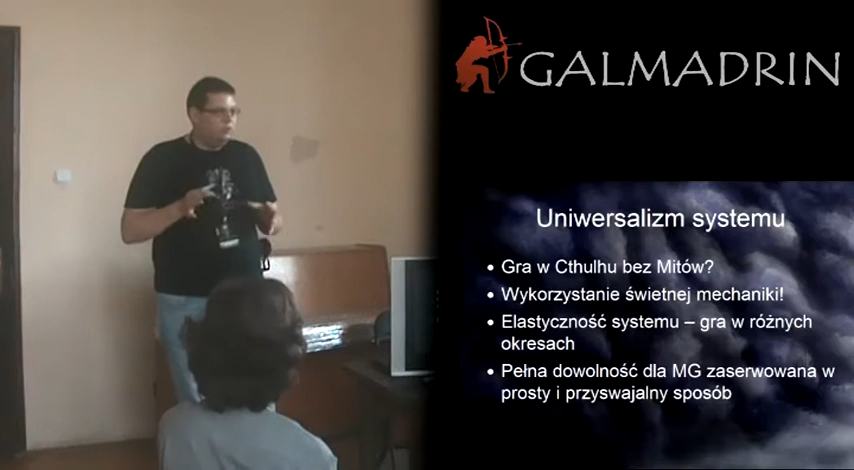 GALMADRIN
Uniwersalizm systemu
• Gra w Cthulhu bez Mitów?
• Wykorzystanie świetnej mechaniki!
• Elastyczność systemu – gra w różnych
okresach
• Pełna dowolność dla MG zaserwowana w
prosty i przyswajalny sposób